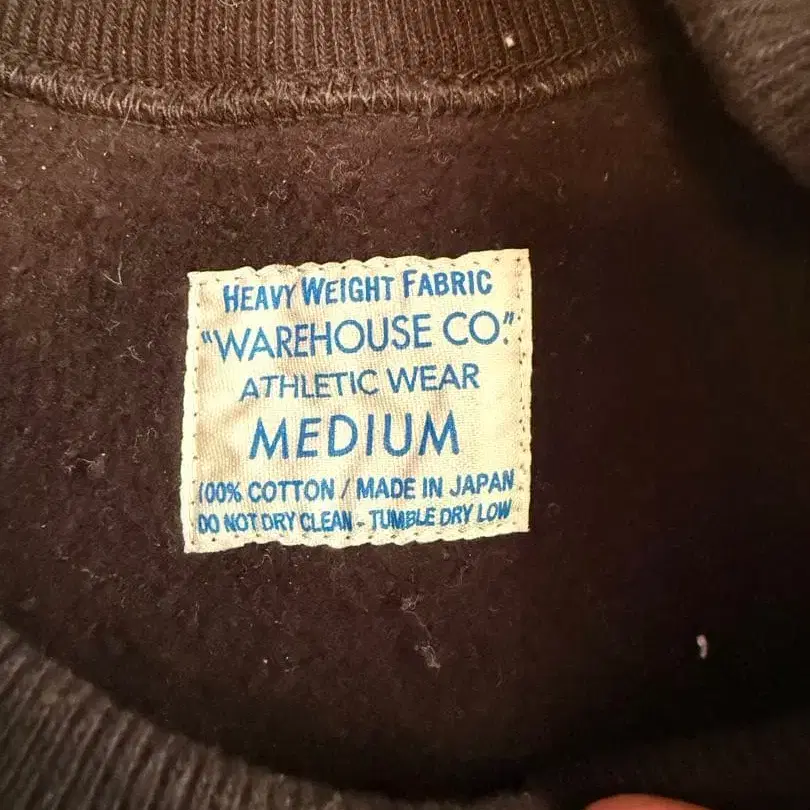 HEAVY WEIGHT FABRIC
"WAREHOUSE CO."
ATHLETIC WEAR
MEDIUM
100% COTTON / MADE IN JAPAN
DO NOT DRY CLEAN - TUMBLE DRY LOW